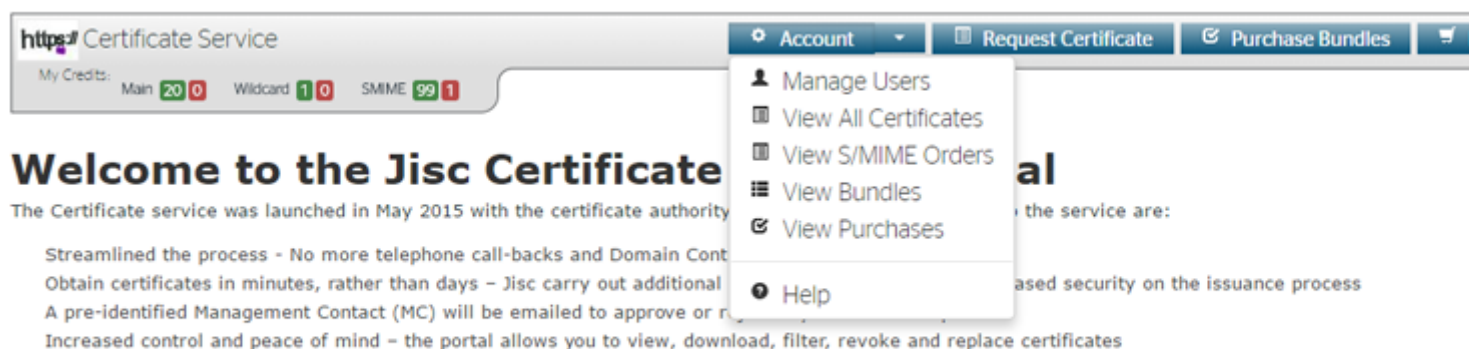 https:// Certificate Service
Account Request Certificate Purchase Bundles
My Credits: Main 20 0 Wildcard 1 0 SMIME 99 1
Manage Users
View All Certificates
View S/MIME Orders
View Bundles
View Purchases
Help
Welcome to the Jisc Certificate al
The Certificate service was launched in May 2015 with the certificate authority the service are:
Streamlined the process - No more telephone call-backs and Domain Cont
Obtain certificates in minutes, rather than days – Jisc carry out additional ased security on the issuance process
A pre-identified Management Contact (MC) will be emailed to approve or
Increased control and peace of mind – the portal allows you to view, download, filter, revoke and replace certificates